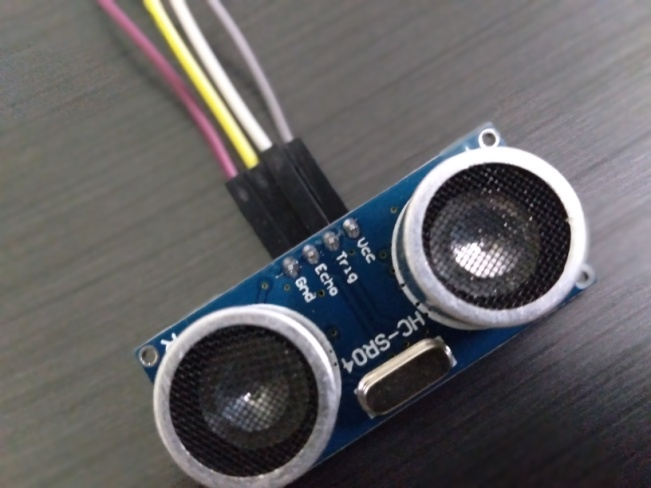 Vcc
Trig
Echo
Gnd
HC-SR04